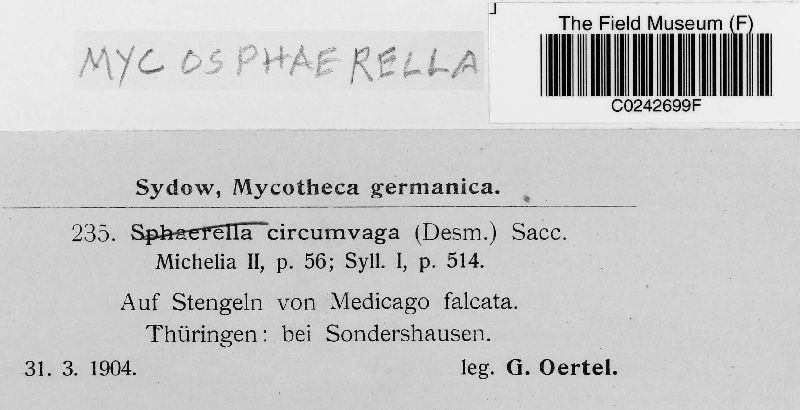 The Field Museum (F)
C0242699F
MYCOSPHAERELLA
Sydow, Mycotheca germanica.
235. Sphaerella circumvaga (Desm.) Sacc.
Michelia II, p. 56; Syll. I, p. 514.
Auf Stengeln von Medicago falcata.
Thüringen: bei Sondershausen.
31. 3. 1904. leg. G. Oertel.